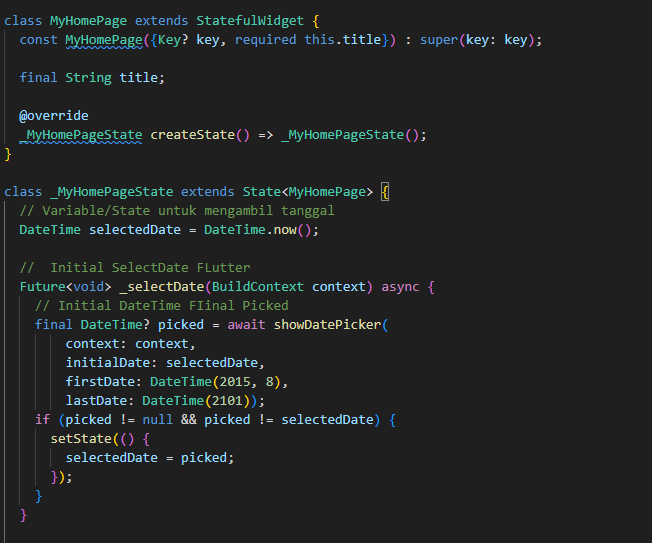 class MyHomePage extends StatefulWidget {
  const MyHomePage({Key? key, required this.title}) : super(key: key);
  final String title;
  @override
  _MyHomePageState createState() => _MyHomePageState();
}
class _MyHomePageState extends State<MyHomePage> {
  // Variable/State untuk mengambil tanggal
  DateTime selectedDate = DateTime.now();
  //  Initial SelectDate FLutter
  Future<void> _selectDate(BuildContext context) async {
    // Initial DateTime FIinal Picked
    final DateTime? picked = await showDatePicker(
        context: context,
        initialDate: selectedDate,
        firstDate: DateTime(2015, 8),
        lastDate: DateTime(2101));
    if (picked != null && picked != selectedDate) {
      setState(() {
        selectedDate = picked;
      });
    }
  }